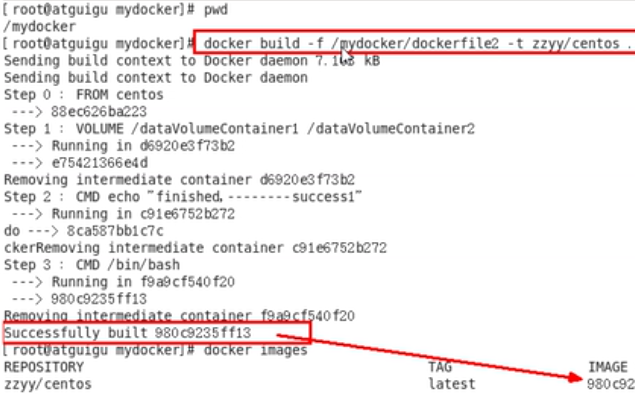 [root@atguigu mydocker]# pwd
/mydocker
[root@atguigu mydocker]# docker build -f /mydocker/dockerfile2 -t zzyy/centos .
Sending build context to Docker daemon 7.168 kB
Sending build context to Docker daemon
Step 0 : FROM centos
---> 88ec626ba223
Step 1 : VOLUME /dataVolumeContainer1 /dataVolumeContainer2
---> Running in d6920e3f73b2
---> e75421366e4d
Removing intermediate container d6920e3f73b2
Step 2 : CMD echo "finished,--------success1"
---> Running in c91e6752b272
do ---> 8ca587bb1c7c
ckerRemoving intermediate container c91e6752b272
Step 3 : CMD /bin/bash
---> Running in f9a9cf540f20
---> 980c9235ff13
Removing intermediate container f9a9cf540f20
Successfully built 980c9235ff13
[root@atguigu mydocker]# docker images
REPOSITORY TAG IMAGE
zzyy/centos latest 980c92